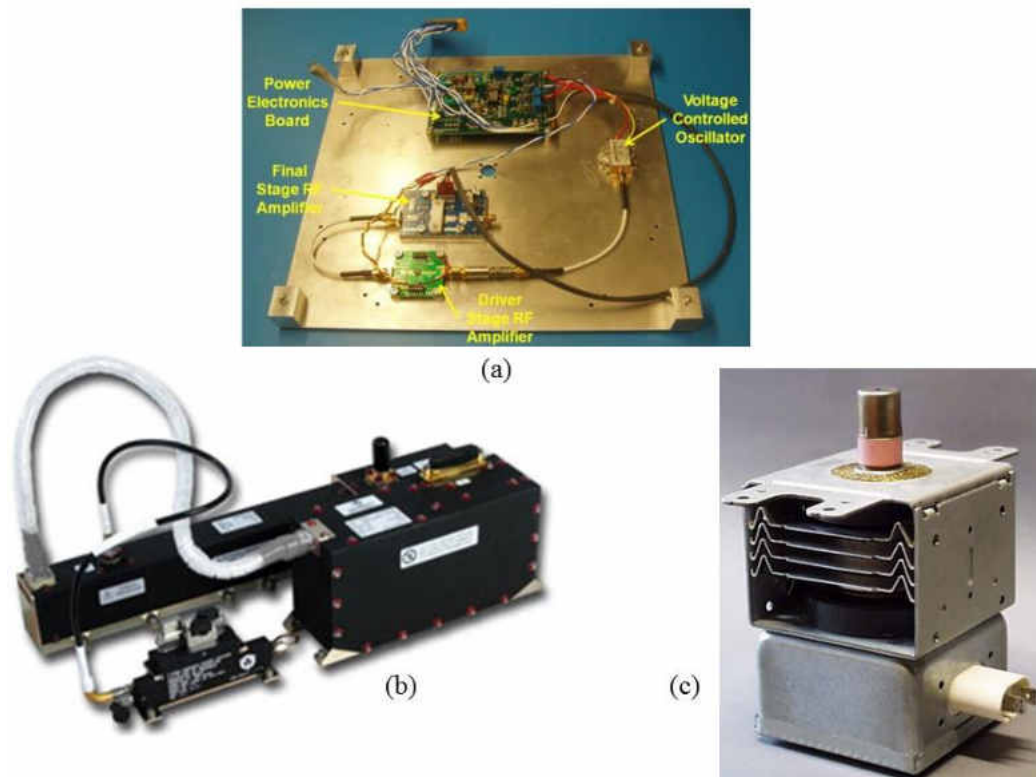 Power
Electronics
Board
Voltage
Controlled
Oscillator
Final
Stage RF
Amplifier
Driver
Stage RF
Amplifier
(a)
(b)
(c)